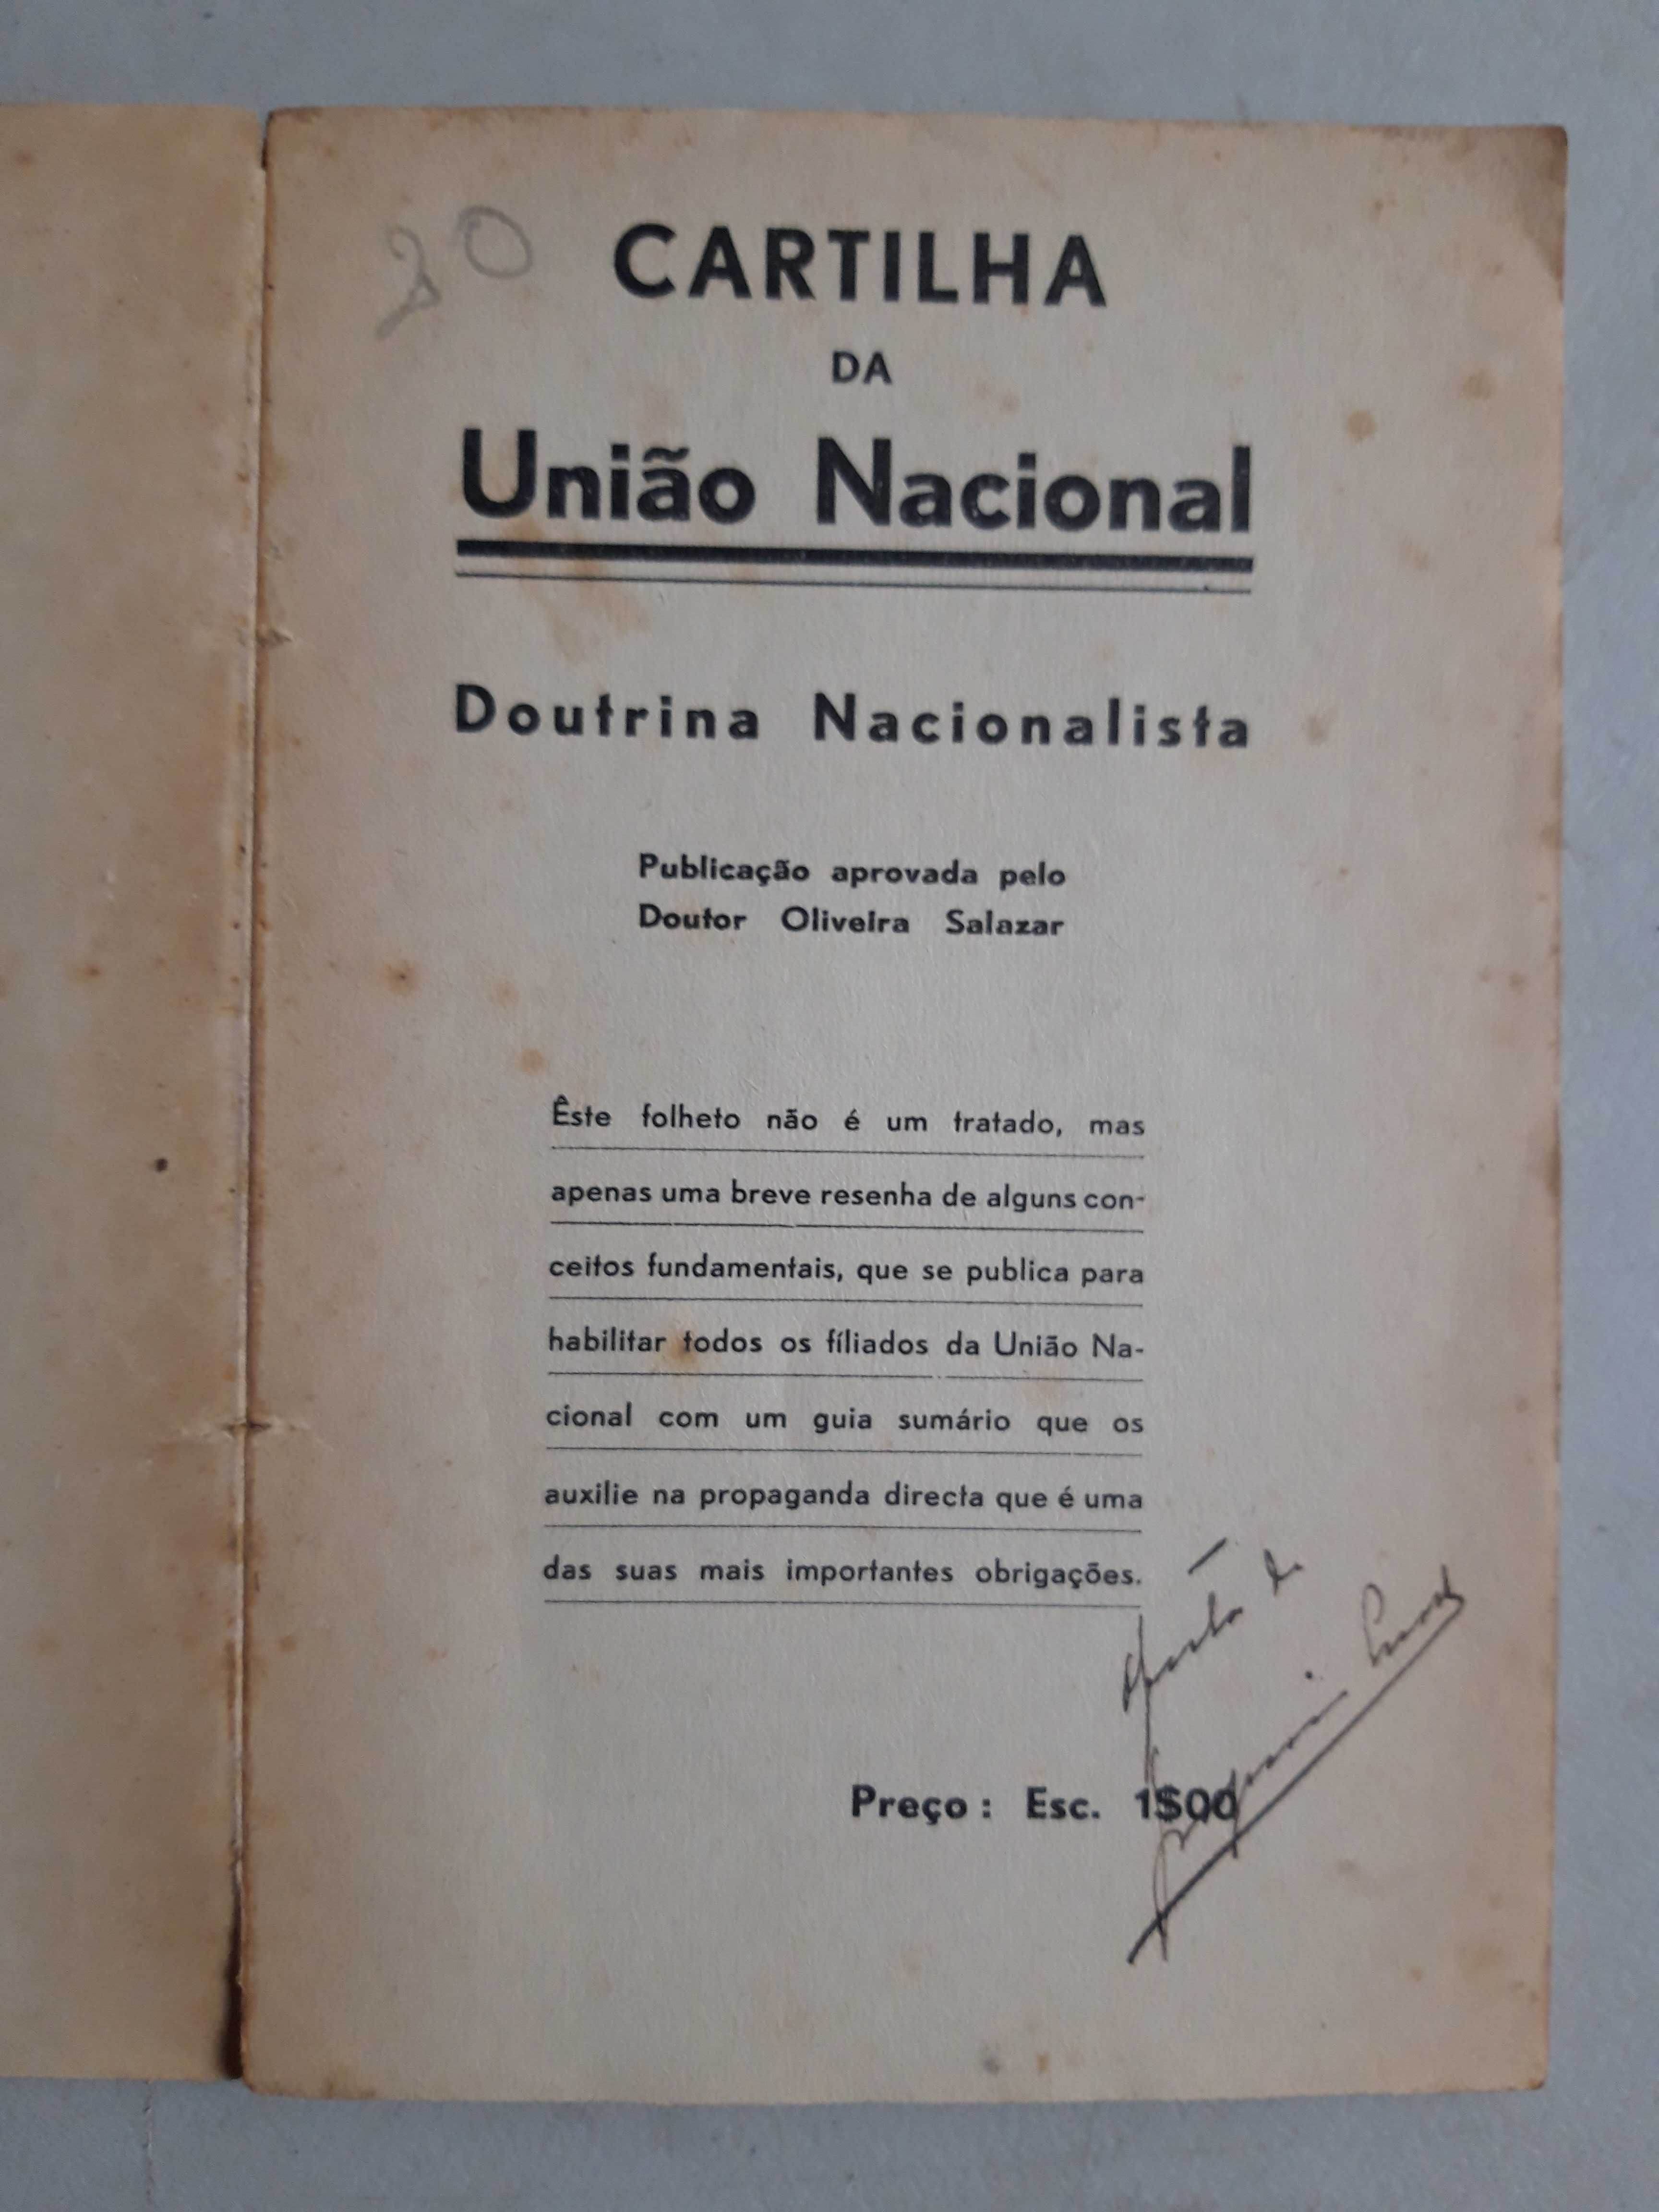 20
CARTILHA
DA
União Nacional
Doutrina Nacionalista
Publicação aprovada pelo
Doutor Oliveira Salazar
Êste folheto não é um tratado, mas
apenas uma breve resenha de alguns con-
ceitos fundamentais, que se publica para
habilitar todos os filiados da União Na-
cional com um guia sumário que os
auxilie na propaganda directa que é uma
das suas mais importantes obrigações.
Preço: Esc. 1$00